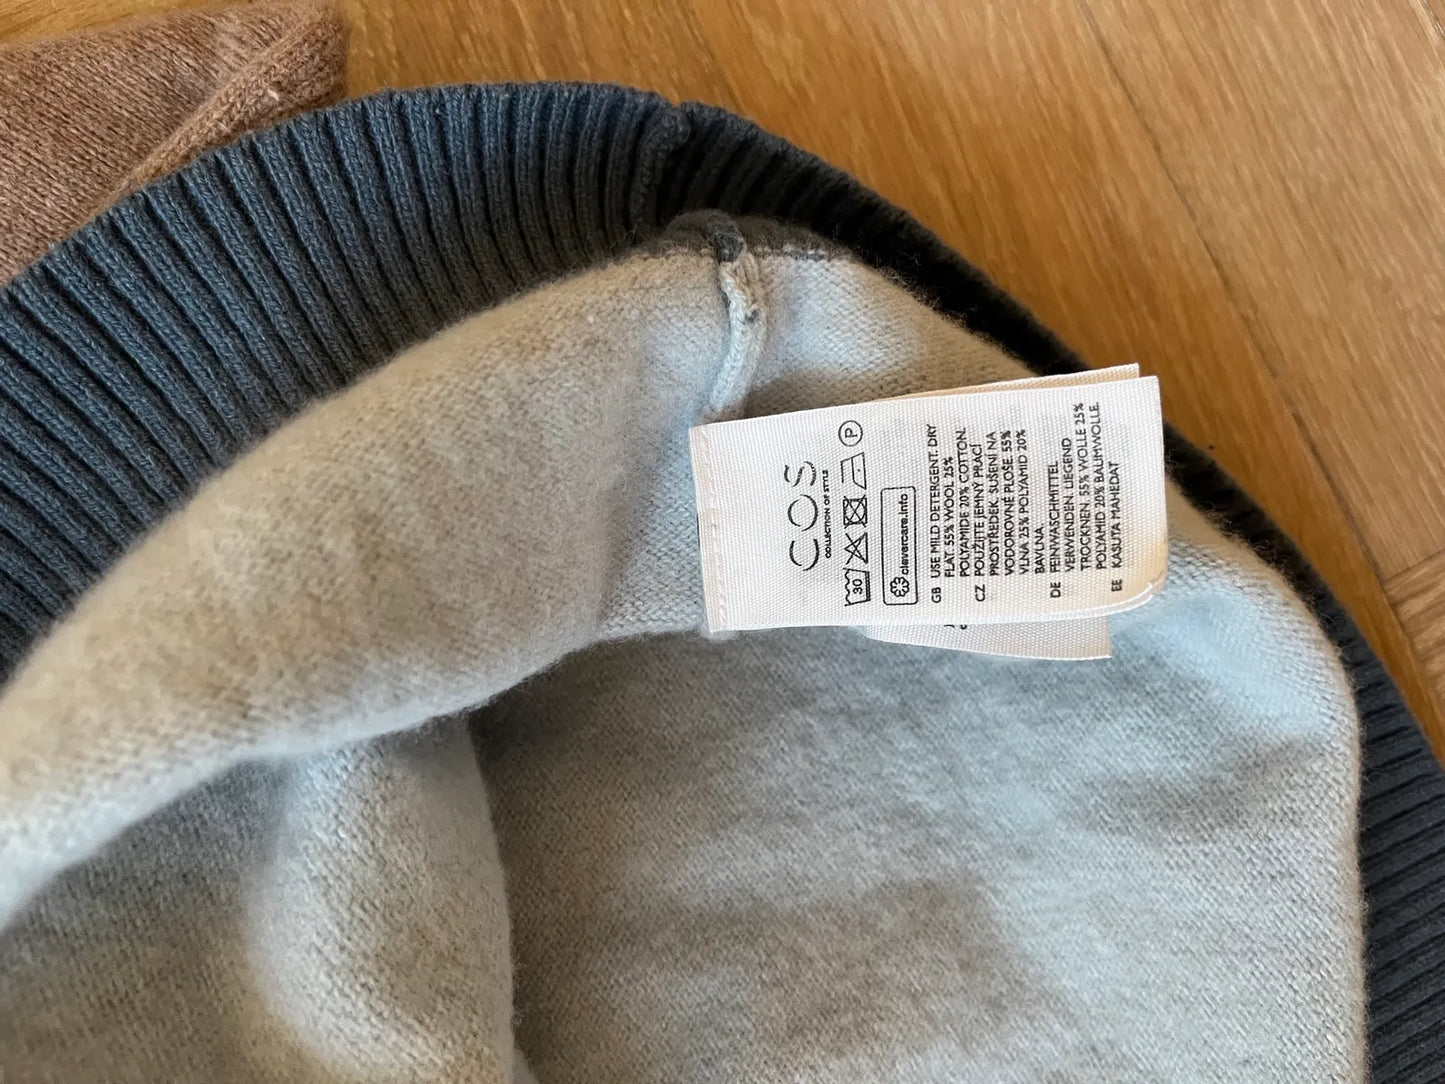 COS
COLLECTION OF STYLE
30
P
clevercare.info
GB USE MILD DETERGENT. DRY
FLAT. 55% WOOL 25%
POLYAMIDE 20% COTTON.
CZ POUŽIJTE JEMNÝ PRACÍ
PROSTŘEDEK. SUŠENÍ NA
VODOROVNÉ PLOŠE. 55%
VLNA 25% POLYAMID 20%
BAVLNA
DE FEINWASCHMITTEL
VERWENDEN. LIEGEND
TROCKNEN. 55% WOLLE 25%
POLYAMID 20% BAUMWOLLE.
EE KASUTA MAHEDAT